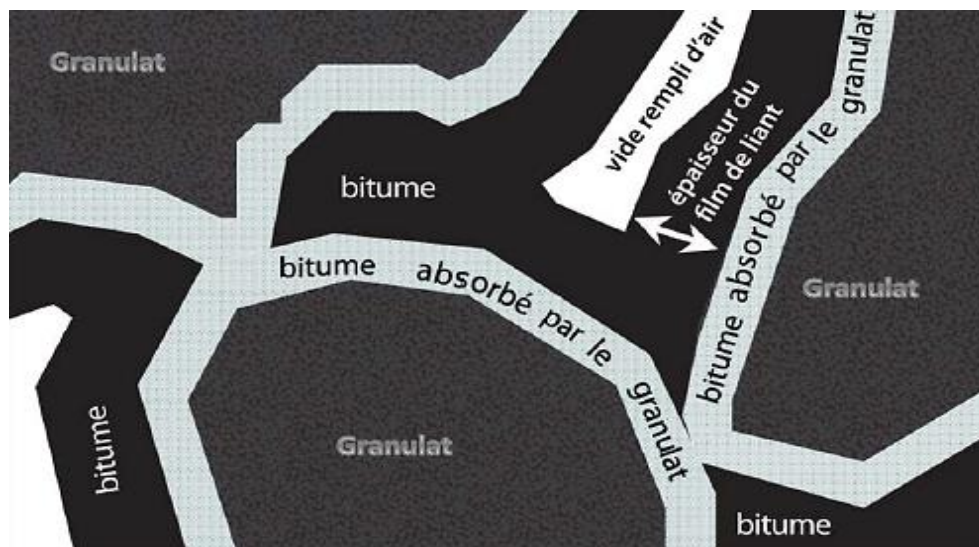 Granulat
vide rempli d'air
épaisseur du
film de liant
bitume absorbé par le granulat
bitume
bitume absorbé par le granulat
Granulat
bitume
Granulat
bitume